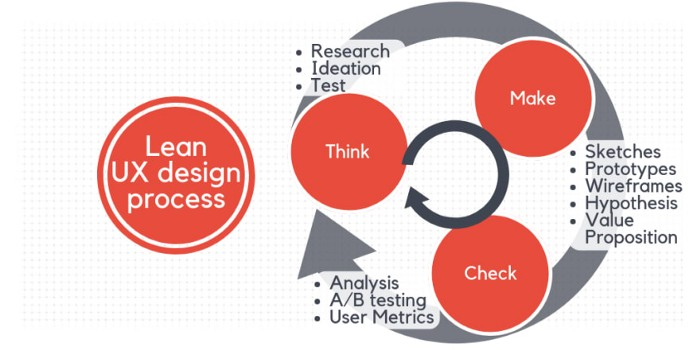 Lean
UX design
process
• Research
• Ideation
• Test
Think
Make
• Sketches
• Prototypes
• Wireframes
• Hypothesis
• Value
Proposition
Check
• Analysis
• A/B testing
• User Metrics